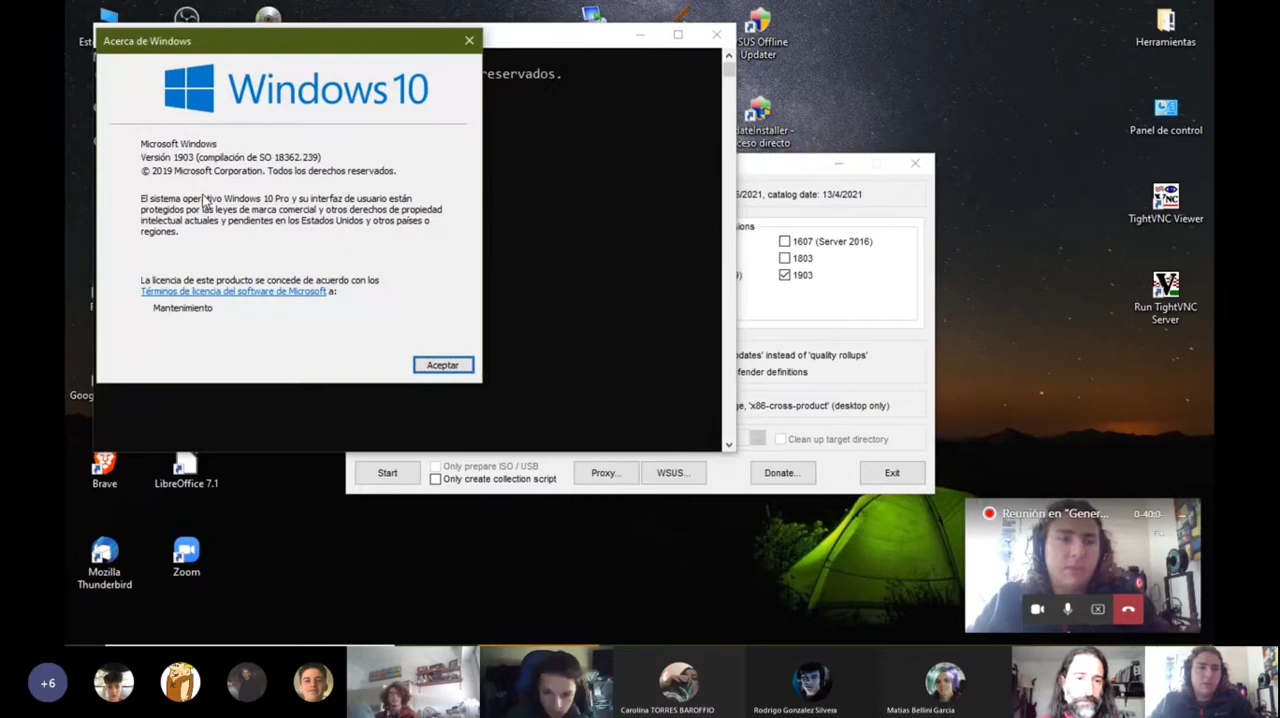 Acerca de Windows
Windows 10
Microsoft Windows
Versión 1903 (compilación de SO 18362.239)
© 2019 Microsoft Corporation. Todos los derechos reservados.
El sistema operativo Windows 10 Pro y su interfaz de usuario están
protegidos por las leyes de marca comercial y otros derechos de propiedad
intelectual actuales y pendientes en los Estados Unidos y otros países o
regiones.
La licencia de este producto se concede de acuerdo con los
Términos de licencia del software de Microsoft a:
Mantenimiento
Aceptar
reservados.
SUS Offline
Updater
dateInstaller -
ceso directo
/2021, catalog date: 13/4/2021
ions
1607 (Server 2016)
1803
1903
dates' instead of 'quality rollups'
fender definitions
ge, 'x86-cross-product' (desktop only)
Clean up target directory
Start
Only prepare ISO / USB
Only create collection script
Proxy...
WSUS...
Donate...
Exit
Herramientas
Panel de control
TightVNC Viewer
Run TightVNC
Server
Goog
Brave
LibreOffice 7.1
Mozilla
Thunderbird
Zoom
Reunión en "Gener...
0:40:0
+6
Carolina TORRES BAROFFIO
Rodrigo Gonzalez Silvera
Matias Bellini Garcia